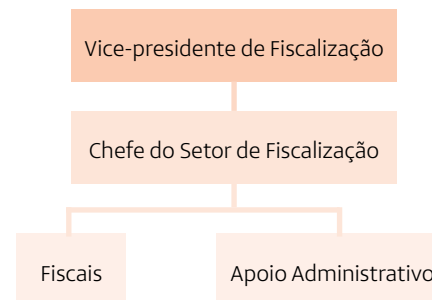 Vice-presidente de Fiscalização
Chefe do Setor de Fiscalização
Fiscais
Apoio Administrativo